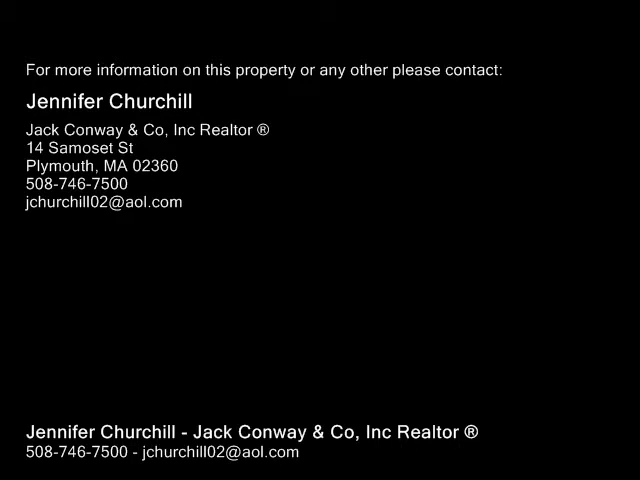 For more information on this property or any other please contact:
Jennifer Churchill
Jack Conway & Co, Inc Realtor ®
14 Samoset St
Plymouth, MA 02360
508-746-7500
jchurchill02@aol.com
Jennifer Churchill - Jack Conway & Co, Inc Realtor ®
508-746-7500 - jchurchill02@aol.com